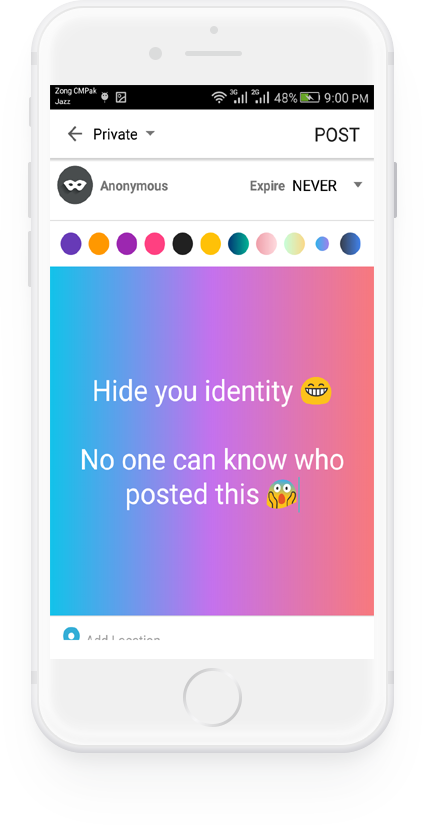 Zong CMPak
Jazz
3G 2G 48% 9:00 PM
Private POST
Anonymous Expire NEVER
Hide you identity 😁
No one can know who
posted this 😱
Add Location